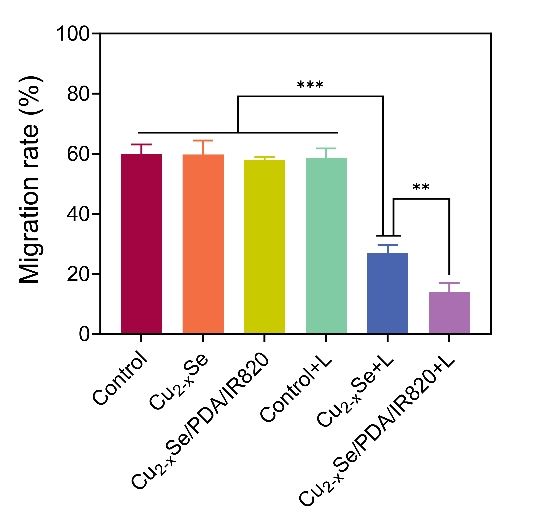 Migration rate (%)
100
80
60
40
20
0
***
**
Control
Cu2-xSe
Cu2-xSe/PDA/IR820
Control+L
Cu2-xSe+L
Cu2-xSe/PDA/IR820+L